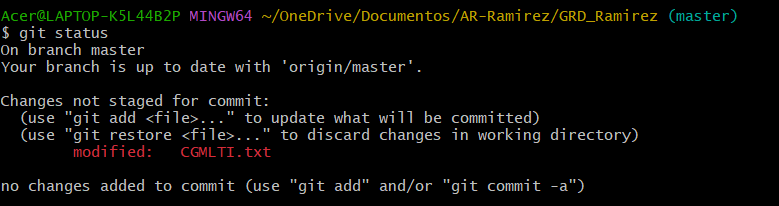 Acer@LAPTOP-K5L44B2P MINGW64 ~/OneDrive/Documentos/AR-Ramirez/GRD_Ramirez (master)
$ git status
On branch master
Your branch is up to date with 'origin/master'.

Changes not staged for commit:
  (use "git add <file>..." to update what will be committed)
  (use "git restore <file>..." to discard changes in working directory)
        modified:   CGMLTI.txt

no changes added to commit (use "git add" and/or "git commit -a")